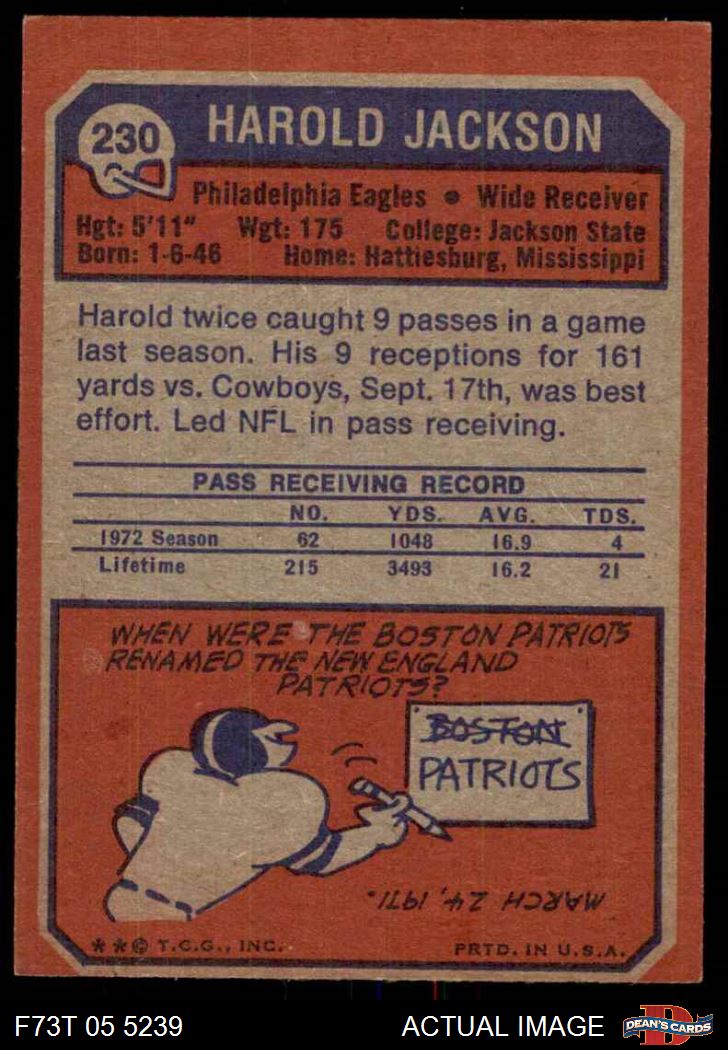 230
HAROLD JACKSON
Philadelphia Eagles • Wide Receiver
Hgt: 5'11" Wgt: 175 College: Jackson State
Born: 1-6-46 Home: Hattiesburg, Mississippi
Harold twice caught 9 passes in a game
last season. His 9 receptions for 161
yards vs. Cowboys, Sept. 17th, was best
effort. Led NFL in pass receiving.
PASS RECEIVING RECORD
NO. YDS. AVG. TDS.
1972 Season 62 1048 16.9 4
Lifetime 215 3493 16.2 21
WHEN WERE THE BOSTON PATRIOTS
RENAMED THE NEW ENGLAND
PATRIOTS?
BOSTON
PATRIOTS
MARCH 24, 1971.
**© T.C.G., INC. PRTD. IN U.S.A.
F73T 05 5239 ACTUAL IMAGE D DEAN'S CARDS